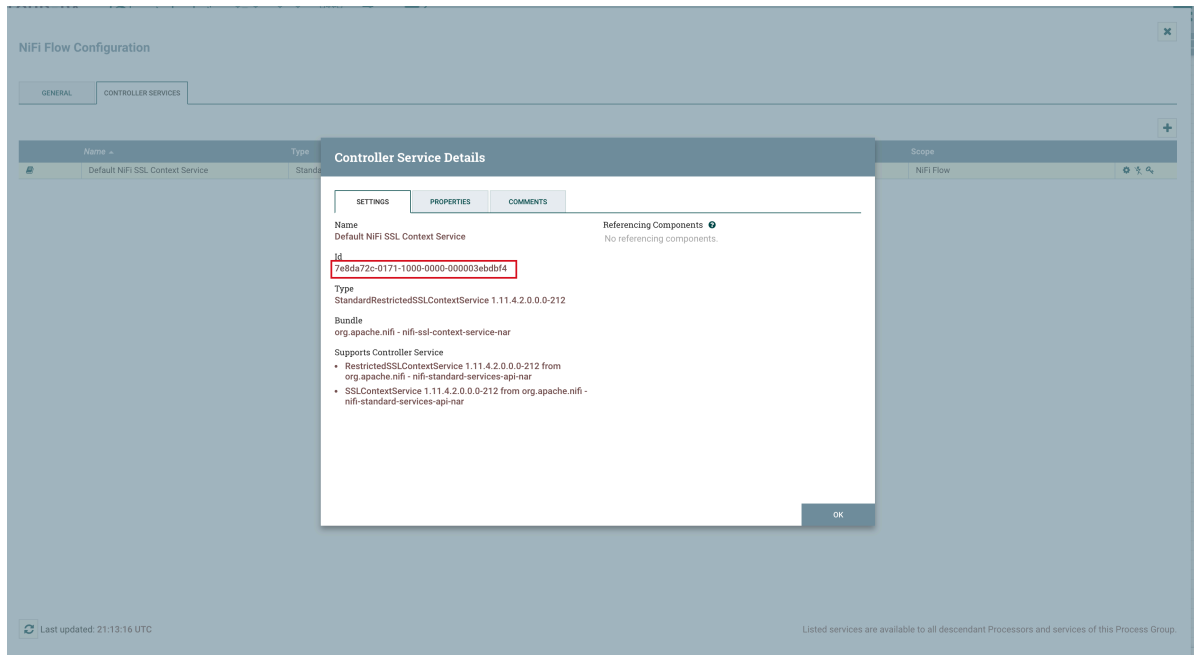 NiFi Flow Configuration
GENERAL
CONTROLLER SERVICES
Name
Type
Scope
Default NiFi SSL Context Service
Standa
NiFi Flow
Controller Service Details
SETTINGS
PROPERTIES
COMMENTS
Name
Default NiFi SSL Context Service
Referencing Components
No referencing components.
Id
7e8da72c-0171-1000-0000-000003ebdbf4
Type
StandardRestrictedSSLContextService 1.11.4.2.0.0.0-212
Bundle
org.apache.nifi - nifi-ssl-context-service-nar
Supports Controller Service
• RestrictedSSLContextService 1.11.4.2.0.0.0-212 from
org.apache.nifi - nifi-standard-services-api-nar
• SSLContextService 1.11.4.2.0.0.0-212 from org.apache.nifi -
nifi-standard-services-api-nar
OK
Last updated: 21:13:16 UTC
Listed services are available to all descendant Processors and services of this Process Group.